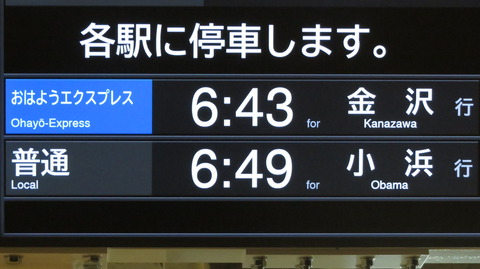 各駅に停車します。
おはようエクスプレス 6:43 金沢 行
Ohayō-Express for Kanazawa
普通 6:49 小浜 行
Local for Obama